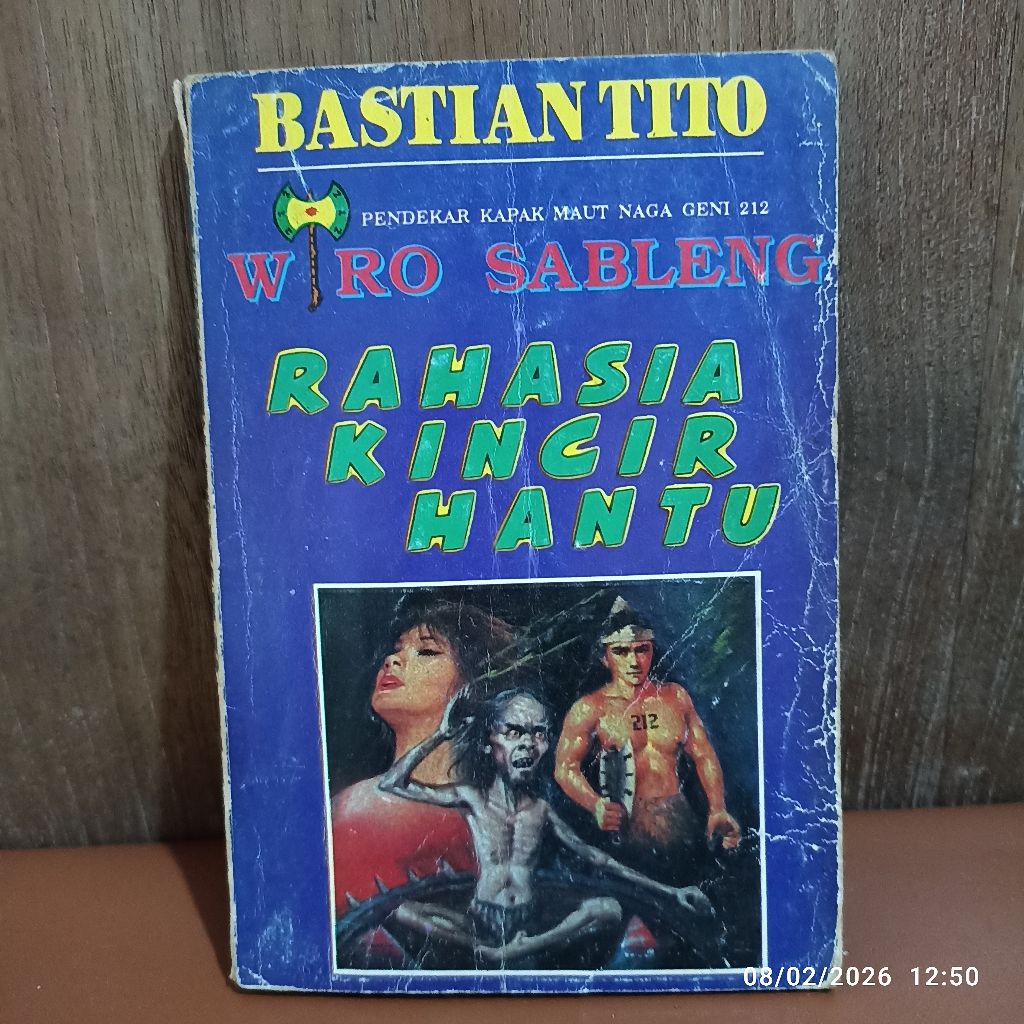 BASTIAN TITO
PENDEKAR KAPAK MAUT NAGA GENI 212
WIRO SABLENG
RAHASIA
KINCIR
HANTU
212
08/02/2026 12:50